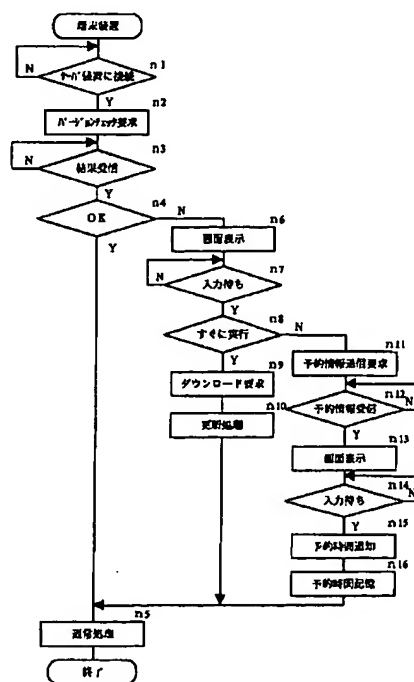 端末装置
n1
サーバ装置に接続
N
Y
n2
バージョンチェック要求
n3
結果受信
N
Y
n4
OK
N
Y
n6
画面表示
n7
入力待ち
N
Y
n8
すぐに実行
N
Y
n9
ダウンロード要求
n10
更新処理
n11
予約情報送信要求
n12
予約情報受信
N
Y
n13
画面表示
n14
入力待ち
N
Y
n15
予約時間通知
n16
予約時間記憶
n5
通常処理
終了